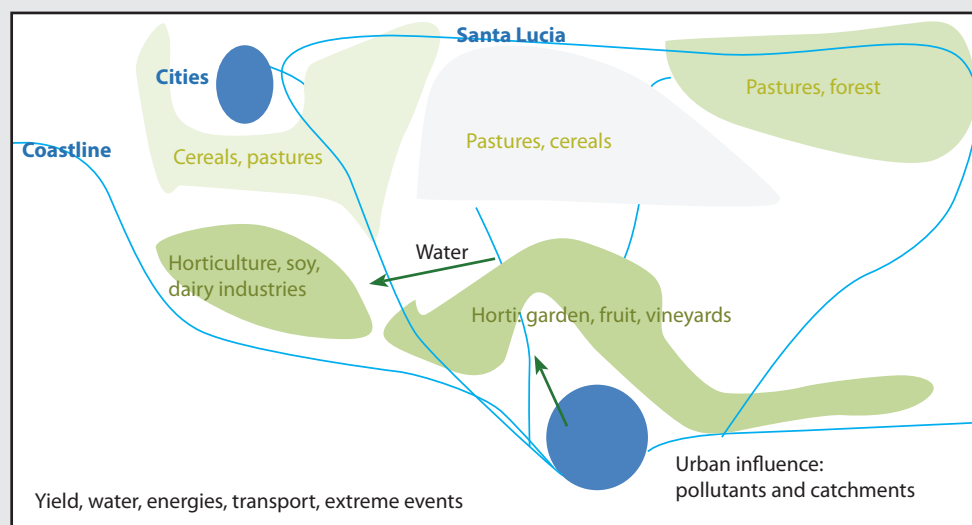 Santa Lucia
Cities
Pastures, forest
Coastline
Cereals, pastures
Pastures, cereals
Water
Horticulture, soy,
dairy industries
Horti: garden, fruit, vineyards
Urban influence:
pollutants and catchments
Yield, water, energies, transport, extreme events